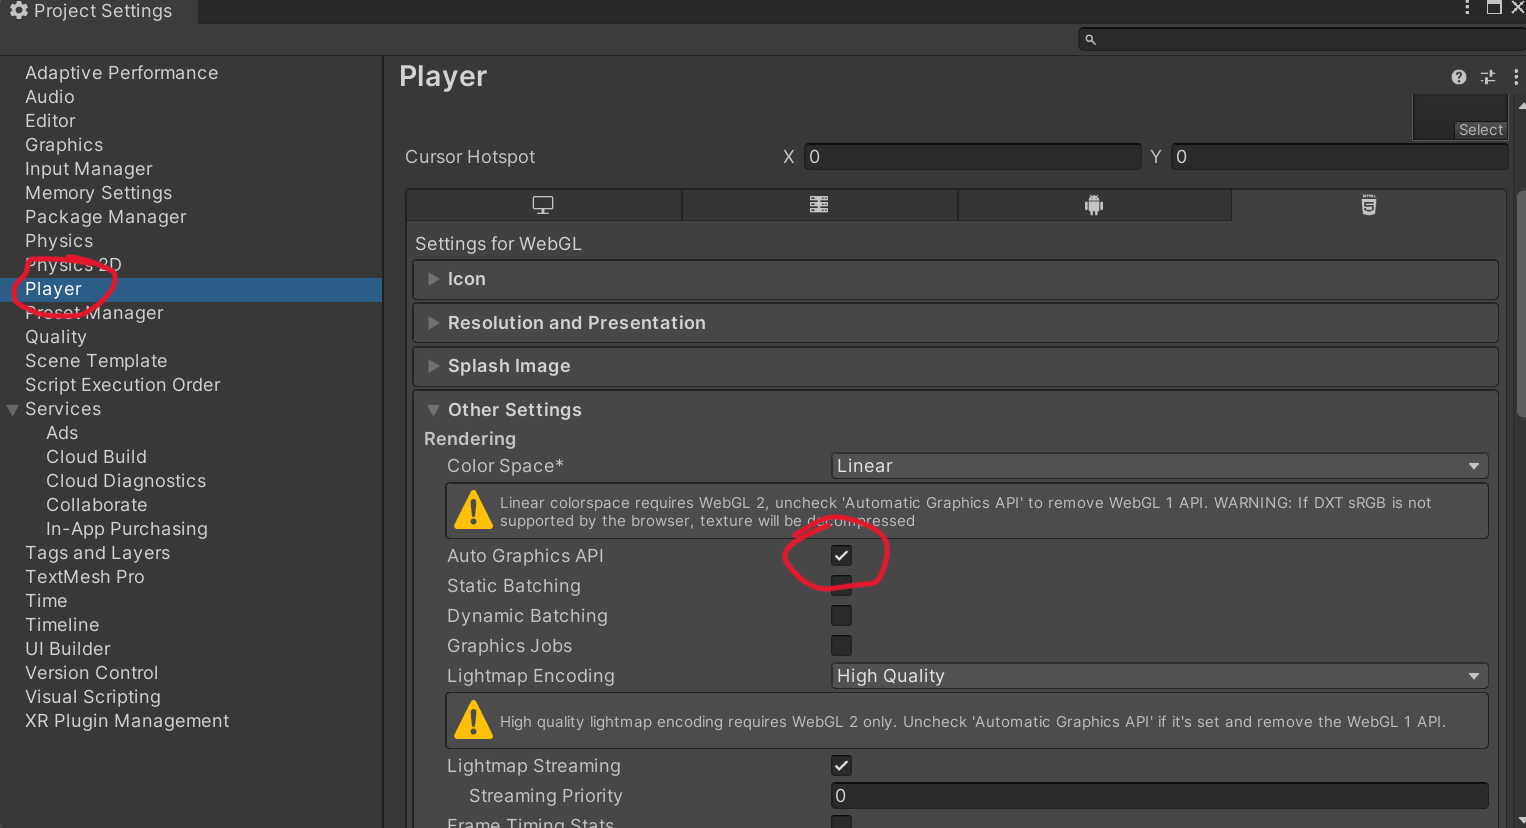 Project Settings
Adaptive Performance
Audio
Editor
Graphics
Input Manager
Memory Settings
Package Manager
Physics
Physics 2D
Player
Preset Manager
Quality
Scene Template
Script Execution Order
Services
Ads
Cloud Build
Cloud Diagnostics
Collaborate
In-App Purchasing
Tags and Layers
TextMesh Pro
Time
Timeline
UI Builder
Version Control
Visual Scripting
XR Plugin Management
Player
Select
Cursor Hotspot X 0 Y 0
Settings for WebGL
Icon
Resolution and Presentation
Splash Image
Other Settings
Rendering
Color Space* Linear
Linear colorspace requires WebGL 2, uncheck 'Automatic Graphics API' to remove WebGL 1 API. WARNING: If DXT sRGB is not
supported by the browser, texture will be decompressed
Auto Graphics API
Static Batching
Dynamic Batching
Graphics Jobs
Lightmap Encoding High Quality
High quality lightmap encoding requires WebGL 2 only. Uncheck 'Automatic Graphics API' if it's set and remove the WebGL 1 API.
Lightmap Streaming
Streaming Priority 0
Frame Timing Stats